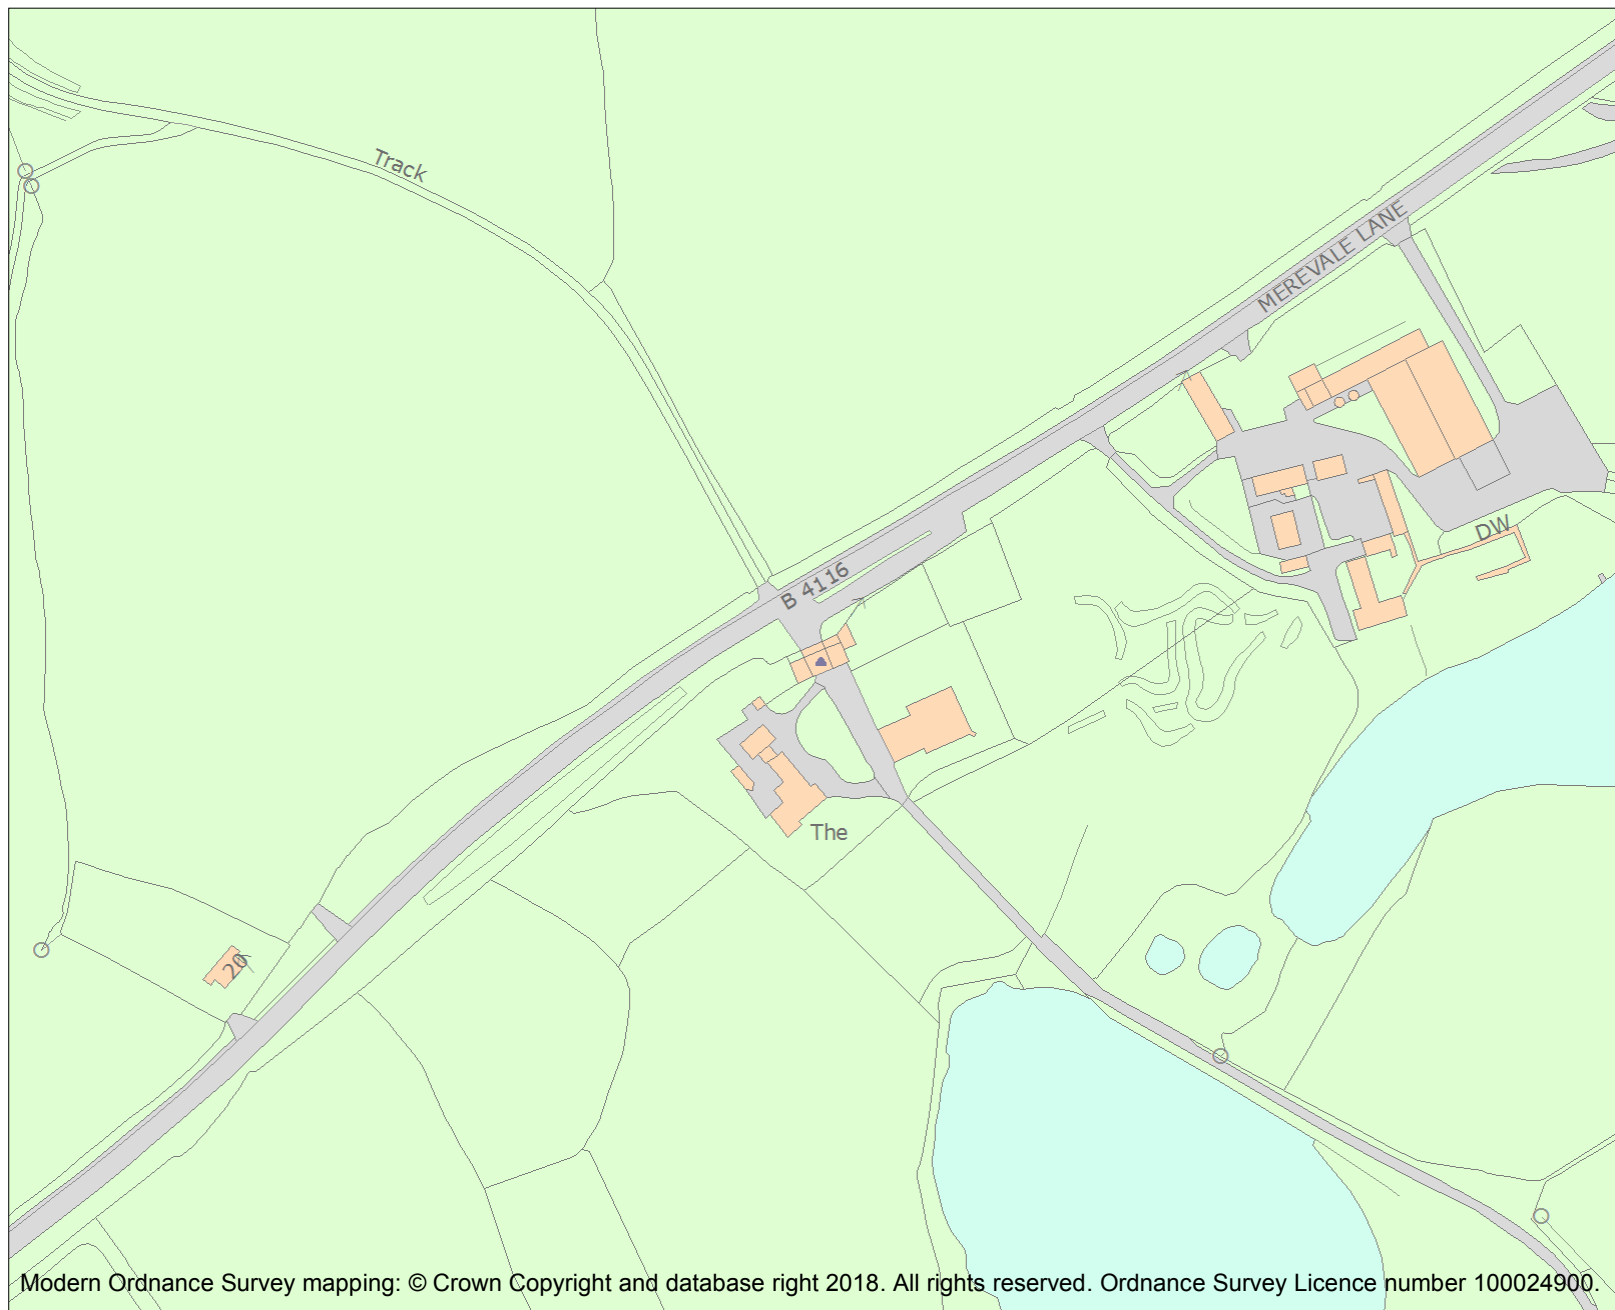 Track
MEREVALE LANE
DW
B 4116
The
20
Modern Ordnance Survey mapping: © Crown Copyright and database right 2018. All rights reserved. Ordnance Survey Licence number 100024900.